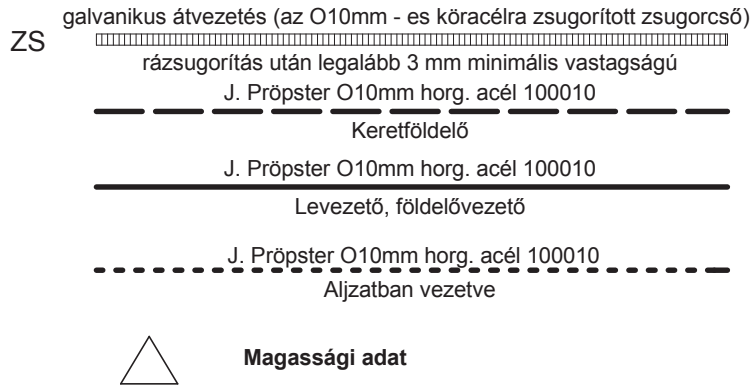 galvanikus átvezetés (az O10mm - es köracélra zsugorított zsugorcső)
ZS
rázsugorítás után legalább 3 mm minimális vastagságú
J. Pröpster O10mm horg. acél 100010
Keretföldelő
J. Pröpster O10mm horg. acél 100010
Levezető, földelővezető
J. Pröpster O10mm horg. acél 100010
Aljzatban vezetve
Magassági adat